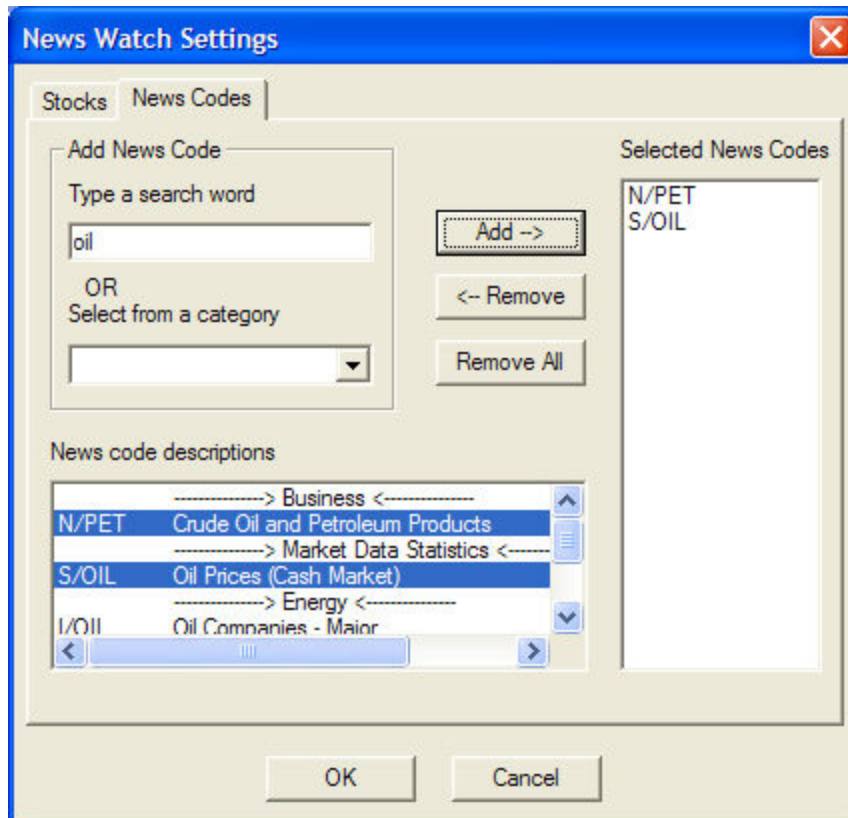 News Watch Settings
Stocks
News Codes
Add News Code
Type a search word
oil
OR
Select from a category
Add -->
<-- Remove
Remove All
Selected News Codes
N/PET
S/OIL
News code descriptions
--------------> Business <--------------
N/PET Crude Oil and Petroleum Products
--------------> Market Data Statistics <-------
S/OIL Oil Prices (Cash Market)
--------------> Energy <--------------
I/OIL Oil Companies - Major
OK
Cancel